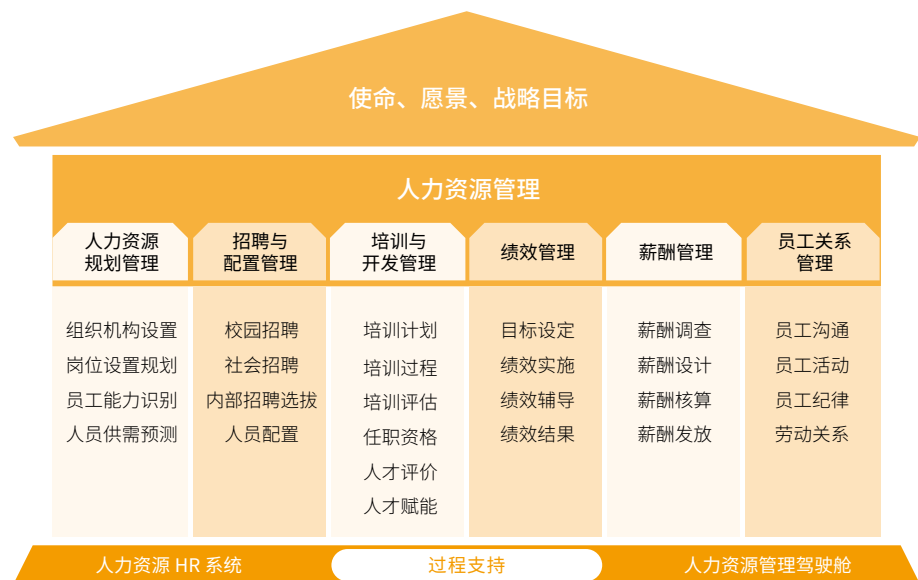 使命、愿景、战略目标
人力资源管理
人力资源
规划管理
招聘与
配置管理
培训与
开发管理
绩效管理
薪酬管理
员工关系
管理
组织机构设置
岗位设置规划
员工能力识别
人员供需预测
校园招聘
社会招聘
内部招聘选拔
人员配置
培训计划
培训过程
培训评估
任职资格
人才评价
人才赋能
目标设定
绩效实施
绩效辅导
绩效结果
薪酬调查
薪酬设计
薪酬核算
薪酬发放
员工沟通
员工活动
员工纪律
劳动关系
人力资源 HR 系统
过程支持
人力资源管理驾驶舱